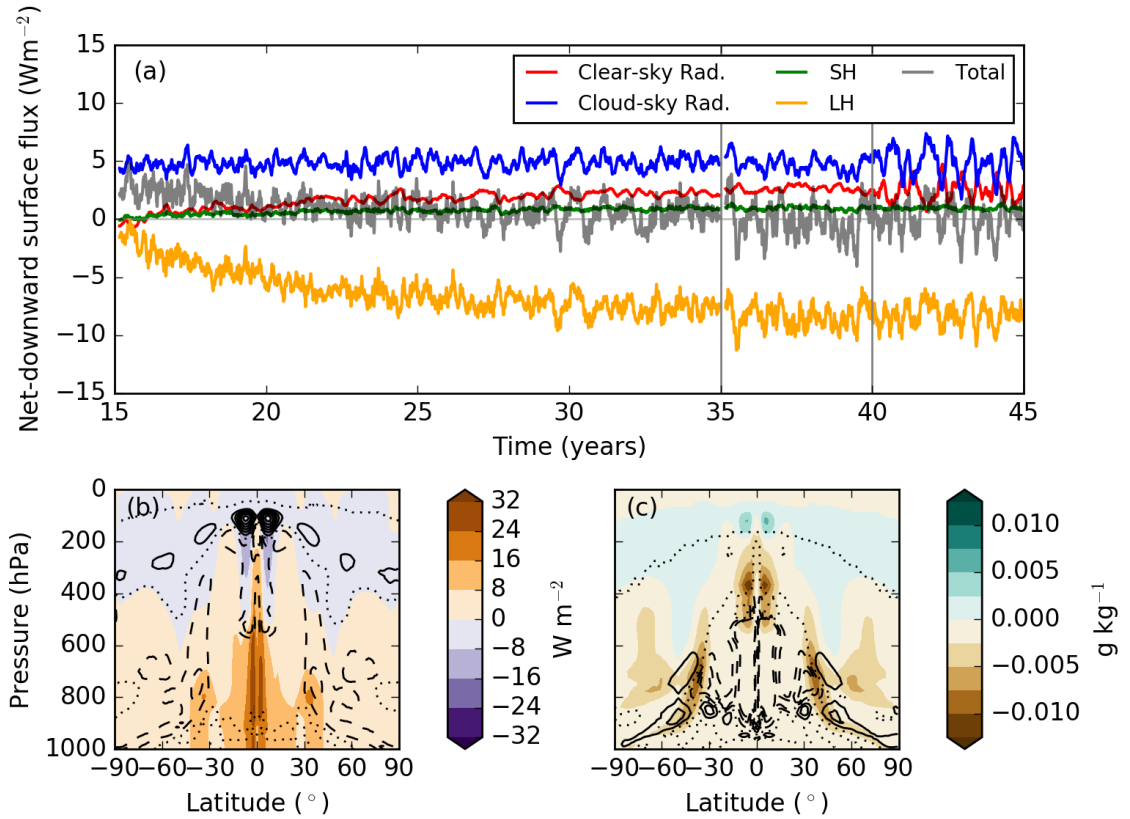 Net-downward surface flux (Wm−2)
15
10
5
0
−5
−10
−15
(a)
Clear-sky Rad.
Cloud-sky Rad.
SH
LH
Total
15 20 25 30 35 40 45
Time (years)
Pressure (hPa)
0
200
400
600
800
1000
(b)
−90 −60 −30 0 30 60 90
Latitude (°)
32
24
16
8
0
−8
−16
−24
−32
W m−2
(c)
−90 −60 −30 0 30 60 90
Latitude (°)
0.010
0.005
0.000
−0.005
−0.010
g kg−1